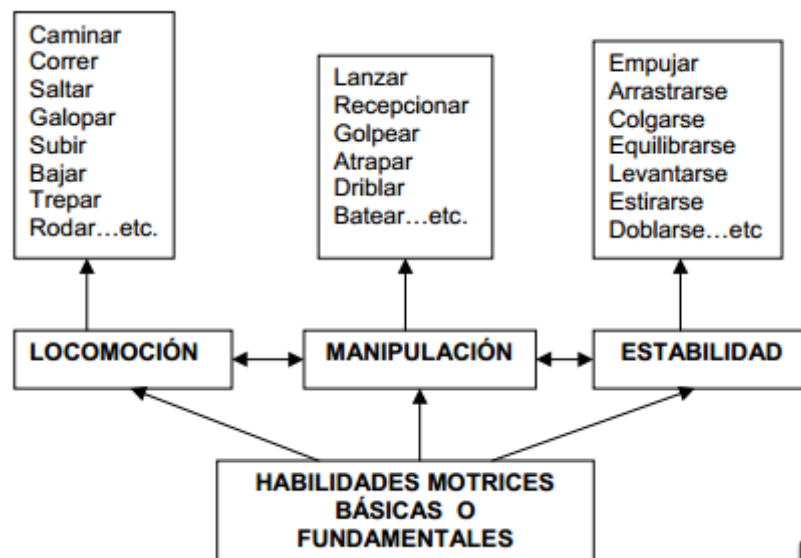 Caminar
Correr
Saltar
Galopar
Subir
Bajar
Trepar
Rodar…etc.
Lanzar
Recepcionar
Golpear
Atrapar
Driblar
Batear…etc.
Empujar
Arrastrarse
Colgarse
Equilibrarse
Levantarse
Estirarse
Doblarse…etc
LOCOMOCIÓN
MANIPULACIÓN
ESTABILIDAD
HABILIDADES MOTRICES
BÁSICAS O
FUNDAMENTALES